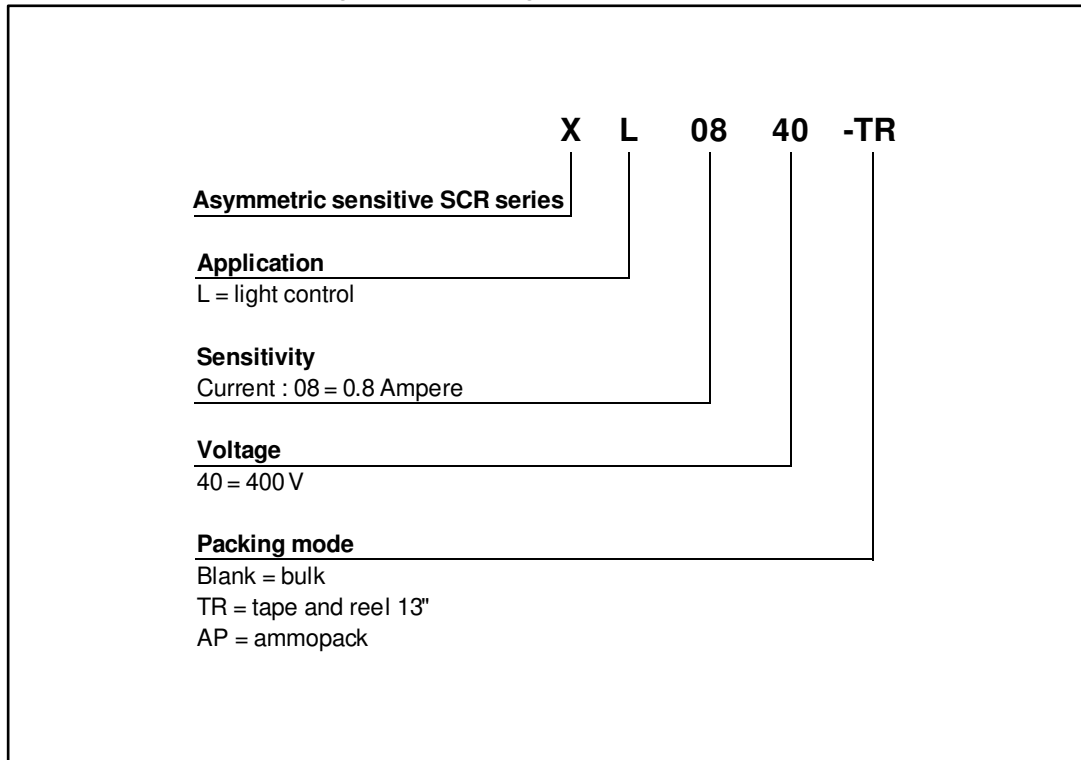 X L 08 40 -TR
Asymmetric sensitive SCR series
Application
L = light control
Sensitivity
Current : 08 = 0.8 Ampere
Voltage
40 = 400 V
Packing mode
Blank = bulk
TR = tape and reel 13"
AP = ammopack